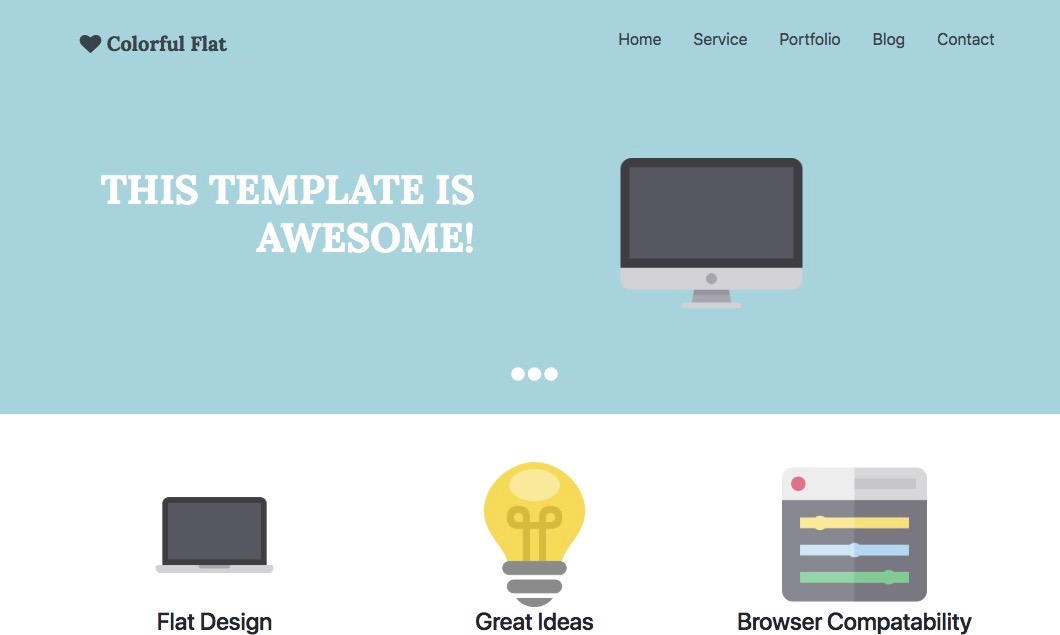 Colorful Flat
Home Service Portfolio Blog Contact
THIS TEMPLATE IS
AWESOME!
Flat Design Great Ideas Browser Compatability